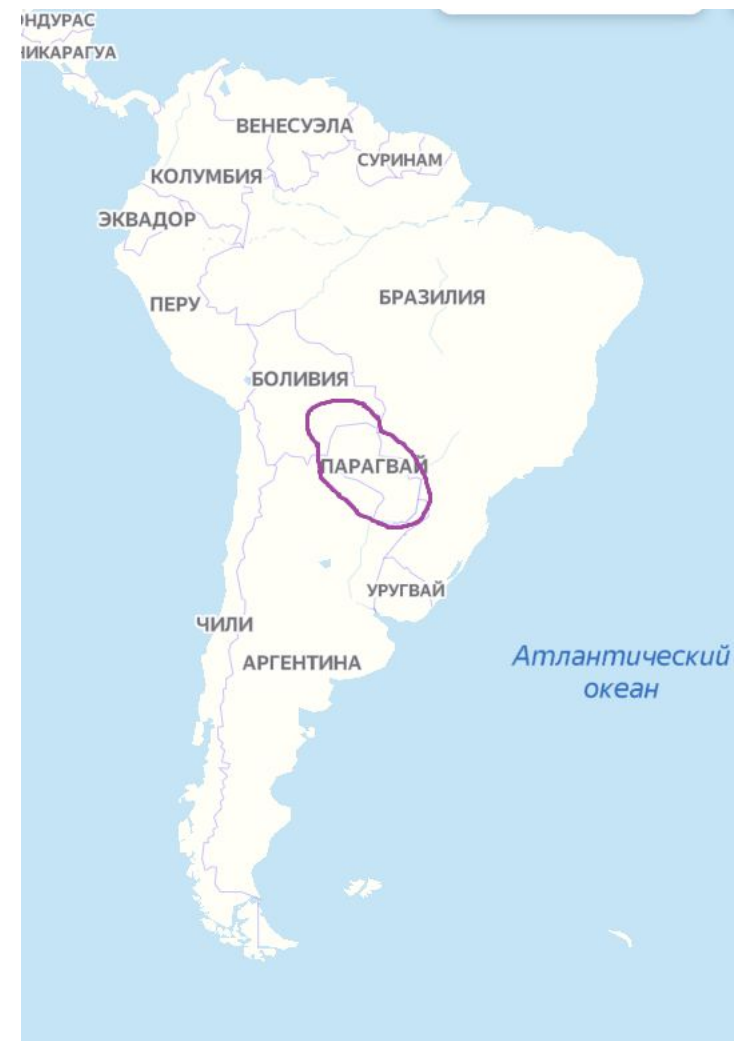 ОНДУРАС
НИКАРАГУА
ВЕНЕСУЭЛА
СУРИНАМ
КОЛУМБИЯ
ЭКВАДОР
ПЕРУ
БРАЗИЛИЯ
БОЛИВИЯ
ПАРАГВАЙ
УРУГВАЙ
ЧИЛИ
АРГЕНТИНА
Атлантический
океан